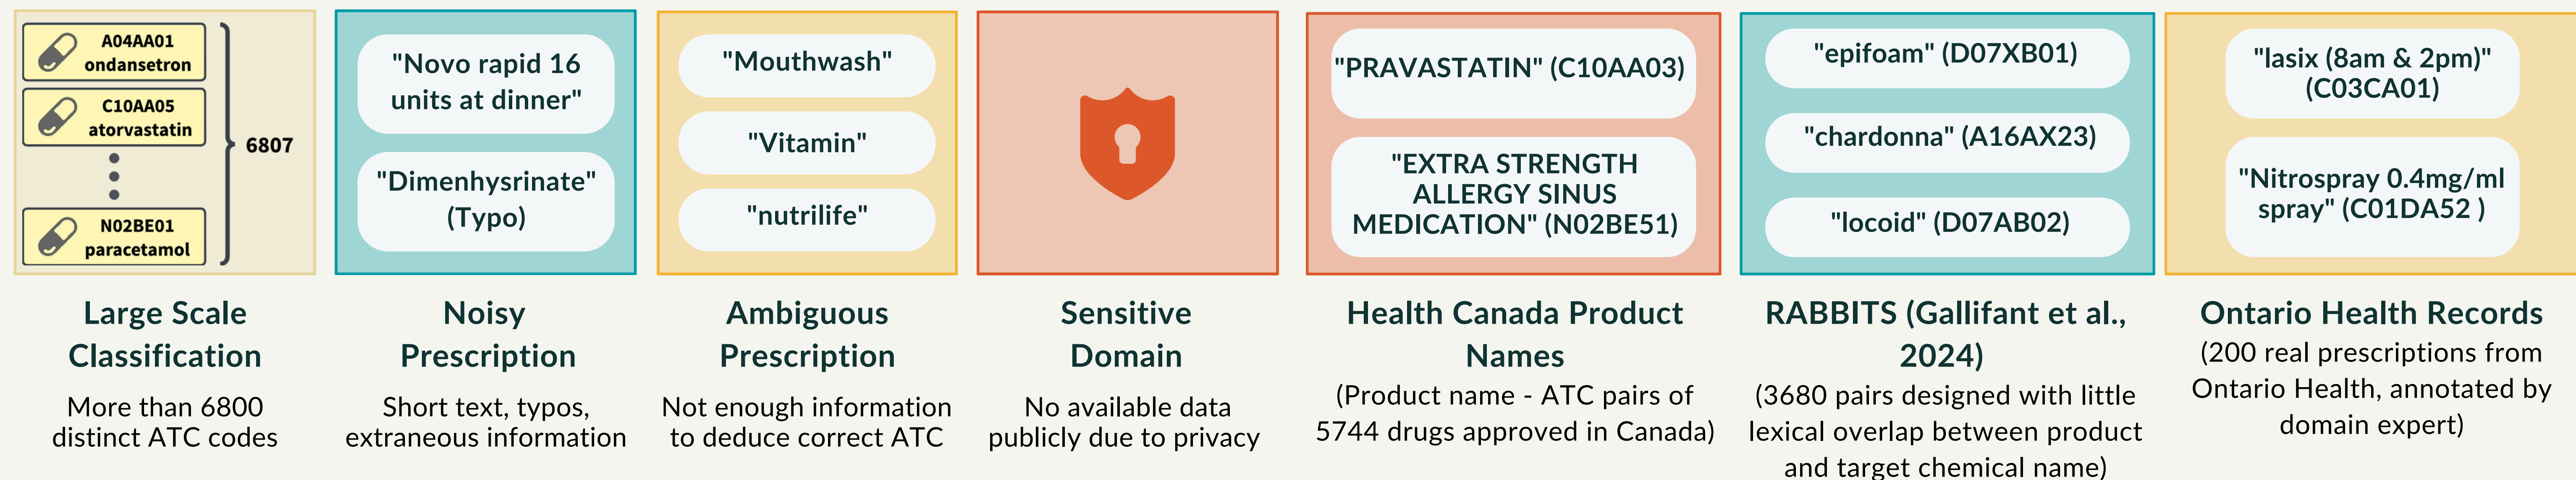 A04AA01
ondansetron
C10AA05
atorvastatin
N02BE01
paracetamol
6807
Large Scale
Classification
More than 6800
distinct ATC codes
"Novo rapid 16
units at dinner"
"Dimenhysrinate"
(Typo)
Noisy
Prescription
Short text, typos,
extraneous information
"Mouthwash"
"Vitamin"
"nutrilife"
Ambiguous
Prescription
Not enough information
to deduce correct ATC
Sensitive
Domain
No available data
publicly due to privacy
"PRAVASTATIN" (C10AA03)
"EXTRA STRENGTH
ALLERGY SINUS
MEDICATION" (N02BE51)
Health Canada Product
Names
(Product name - ATC pairs of
5744 drugs approved in Canada)
"epifoam" (D07XB01)
"chardonna" (A16AX23)
"locoid" (D07AB02)
RABBITS (Gallifant et al.,
2024)
(3680 pairs designed with little
lexical overlap between product
and target chemical name)
"lasix (8am & 2pm)"
(C03CA01)
"Nitrospray 0.4mg/ml
spray" (C01DA52 )
Ontario Health Records
(200 real prescriptions from
Ontario Health, annotated by
domain expert)